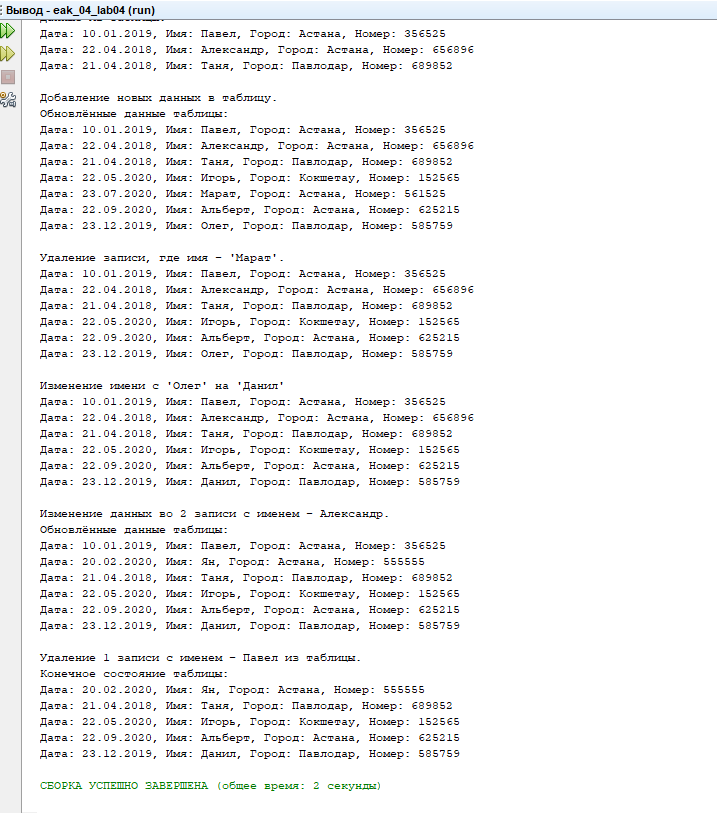 Вывод - eak_04_lab04 (run)
Данные из таблицы:
Дата: 10.01.2019, Имя: Павел, Город: Астана, Номер: 356525
Дата: 22.04.2018, Имя: Александр, Город: Астана, Номер: 656896
Дата: 21.04.2018, Имя: Таня, Город: Павлодар, Номер: 689852
Добавление новых данных в таблицу.
Обновлённые данные таблицы:
Дата: 10.01.2019, Имя: Павел, Город: Астана, Номер: 356525
Дата: 22.04.2018, Имя: Александр, Город: Астана, Номер: 656896
Дата: 21.04.2018, Имя: Таня, Город: Павлодар, Номер: 689852
Дата: 22.05.2020, Имя: Игорь, Город: Кокшетау, Номер: 152565
Дата: 23.07.2020, Имя: Марат, Город: Астана, Номер: 561525
Дата: 22.09.2020, Имя: Альберт, Город: Астана, Номер: 625215
Дата: 23.12.2019, Имя: Олег, Город: Павлодар, Номер: 585759
Удаление записи, где имя - 'Марат'.
Дата: 10.01.2019, Имя: Павел, Город: Астана, Номер: 356525
Дата: 22.04.2018, Имя: Александр, Город: Астана, Номер: 656896
Дата: 21.04.2018, Имя: Таня, Город: Павлодар, Номер: 689852
Дата: 22.05.2020, Имя: Игорь, Город: Кокшетау, Номер: 152565
Дата: 22.09.2020, Имя: Альберт, Город: Астана, Номер: 625215
Дата: 23.12.2019, Имя: Олег, Город: Павлодар, Номер: 585759
Изменение имени с 'Олег' на 'Данил'
Дата: 10.01.2019, Имя: Павел, Город: Астана, Номер: 356525
Дата: 22.04.2018, Имя: Александр, Город: Астана, Номер: 656896
Дата: 21.04.2018, Имя: Таня, Город: Павлодар, Номер: 689852
Дата: 22.05.2020, Имя: Игорь, Город: Кокшетау, Номер: 152565
Дата: 22.09.2020, Имя: Альберт, Город: Астана, Номер: 625215
Дата: 23.12.2019, Имя: Данил, Город: Павлодар, Номер: 585759
Изменение данных во 2 записи с именем - Александр.
Обновлённые данные таблицы:
Дата: 10.01.2019, Имя: Павел, Город: Астана, Номер: 356525
Дата: 20.02.2020, Имя: Ян, Город: Астана, Номер: 555555
Дата: 21.04.2018, Имя: Таня, Город: Павлодар, Номер: 689852
Дата: 22.05.2020, Имя: Игорь, Город: Кокшетау, Номер: 152565
Дата: 22.09.2020, Имя: Альберт, Город: Астана, Номер: 625215
Дата: 23.12.2019, Имя: Данил, Город: Павлодар, Номер: 585759
Удаление 1 записи с именем - Павел из таблицы.
Конечное состояние таблицы:
Дата: 20.02.2020, Имя: Ян, Город: Астана, Номер: 555555
Дата: 21.04.2018, Имя: Таня, Город: Павлодар, Номер: 689852
Дата: 22.05.2020, Имя: Игорь, Город: Кокшетау, Номер: 152565
Дата: 22.09.2020, Имя: Альберт, Город: Астана, Номер: 625215
Дата: 23.12.2019, Имя: Данил, Город: Павлодар, Номер: 585759
СБОРКА УСПЕШНО ЗАВЕРШЕНА (общее время: 2 секунды)